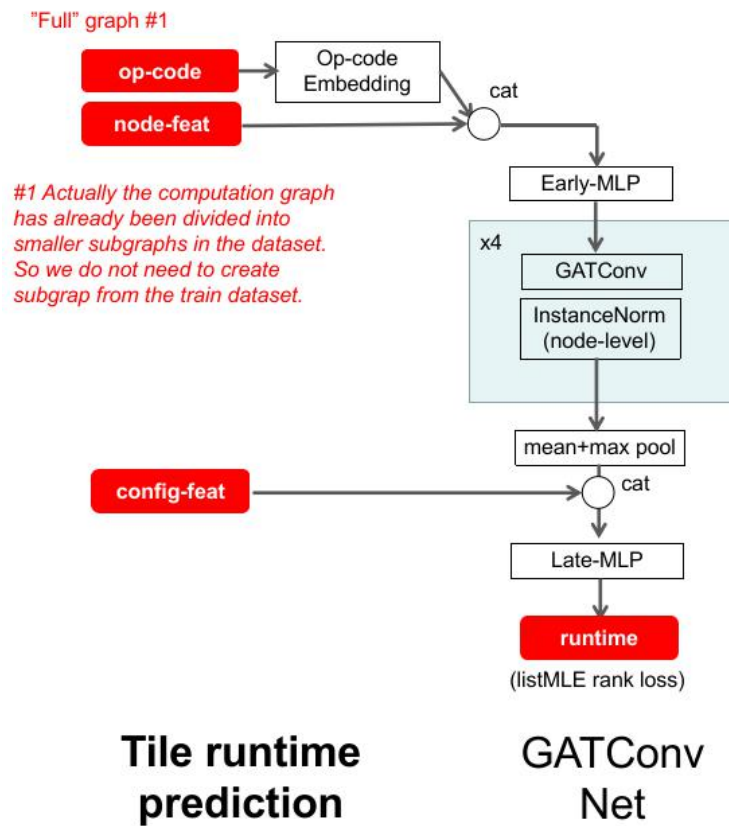 "Full" graph #1
op-code
Op-code
Embedding
cat
node-feat
Early-MLP
#1 Actually the computation graph
has already been divided into
smaller subgraphs in the dataset.
So we do not need to create
subgrap from the train dataset.
x4
GATConv
InstanceNorm
(node-level)
mean+max pool
config-feat
cat
Late-MLP
runtime
(listMLE rank loss)
Tile runtime
prediction
GATConv
Net